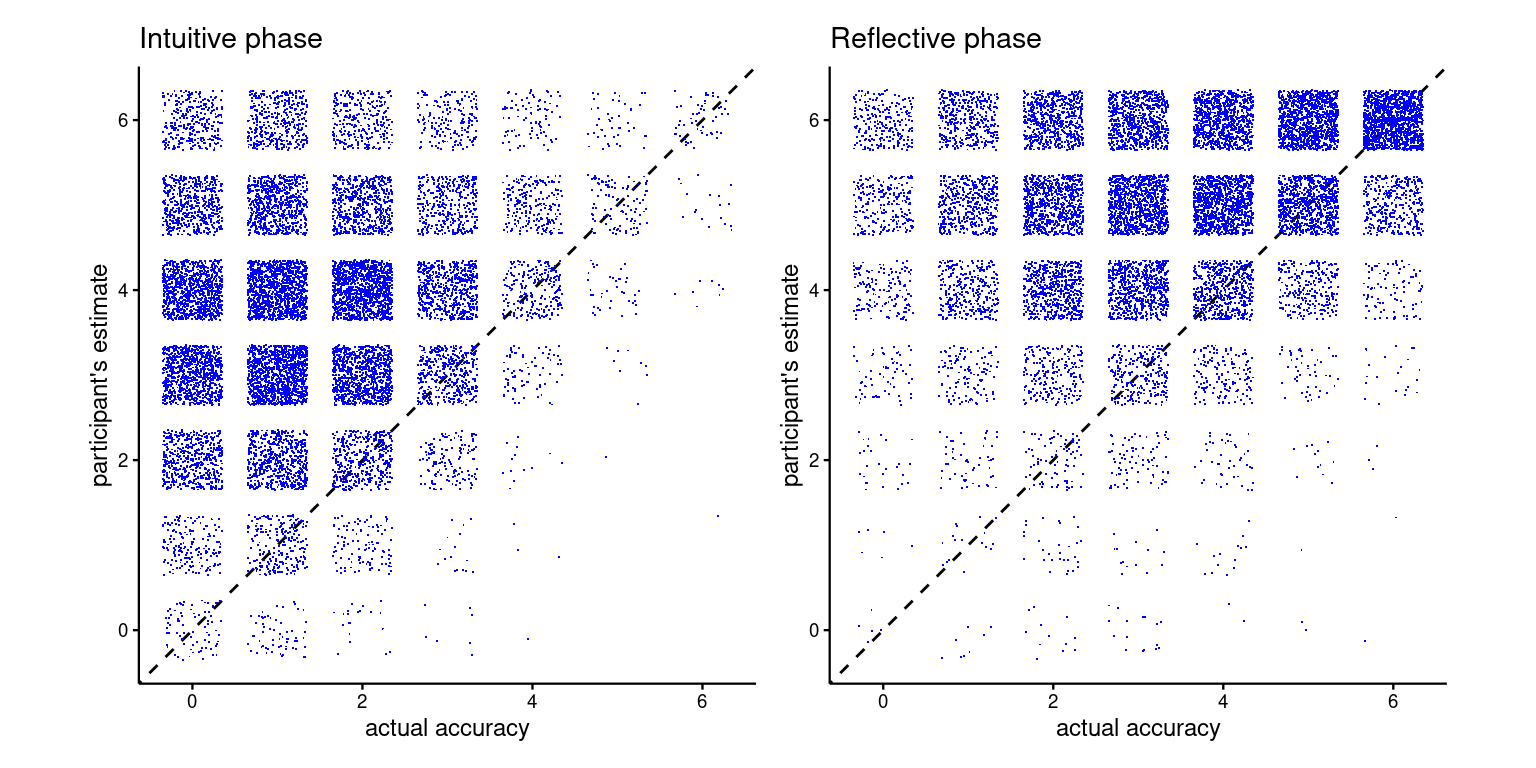 Intuitive phase
participant's estimate
6
4
2
0
0 2 4 6
actual accuracy
Reflective phase
participant's estimate
6
4
2
0
0 2 4 6
actual accuracy